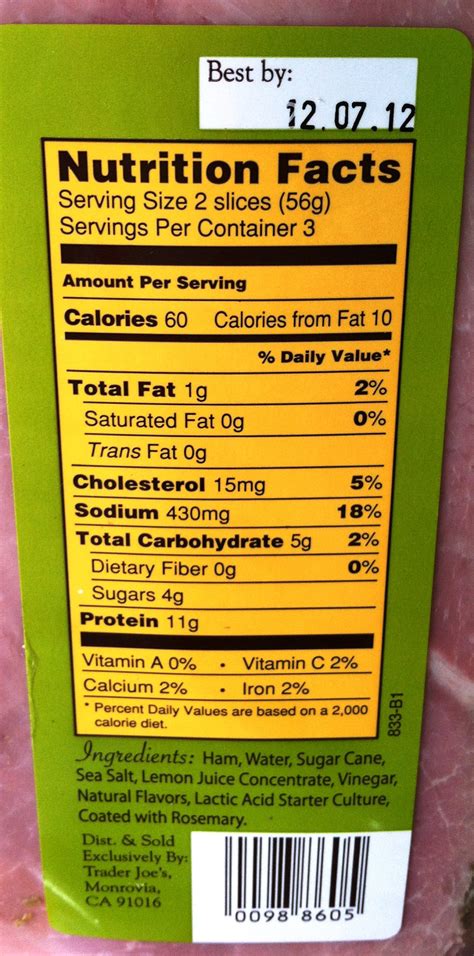 Best by:
12.07.12
Nutrition Facts
Serving Size 2 slices (56g)
Servings Per Container 3
Amount Per Serving
Calories 60 Calories from Fat 10
% Daily Value*
Total Fat 1g 2%
Saturated Fat 0g 0%
Trans Fat 0g
Cholesterol 15mg 5%
Sodium 430mg 18%
Total Carbohydrate 5g 2%
Dietary Fiber 0g 0%
Sugars 4g
Protein 11g
Vitamin A 0% • Vitamin C 2%
Calcium 2% • Iron 2%
* Percent Daily Values are based on a 2,000
calorie diet.
833-B1
Ingredients: Ham, Water, Sugar Cane,
Sea Salt, Lemon Juice Concentrate, Vinegar,
Natural Flavors, Lactic Acid Starter Culture,
Coated with Rosemary.
Dist. & Sold
Exclusively By:
Trader Joe's,
Monrovia,
CA 91016
0098 8605